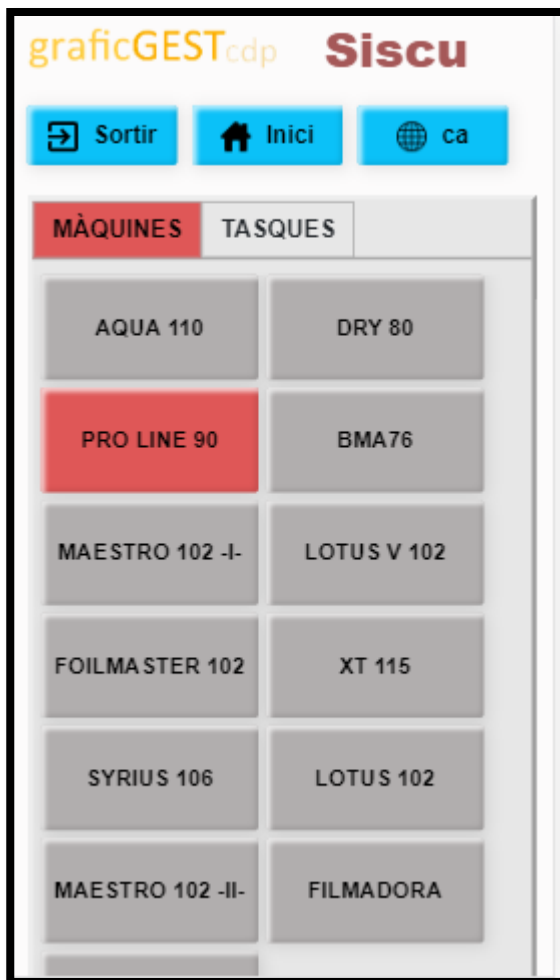 graficGESTcdp Siscu
Sortir Inici ca
MÀQUINES TASQUES
AQUA 110 DRY 80
PRO LINE 90 BMA76
MAESTRO 102 -I- LOTUS V 102
FOILMASTER 102 XT 115
SYRIUS 106 LOTUS 102
MAESTRO 102 -II- FILMADORA